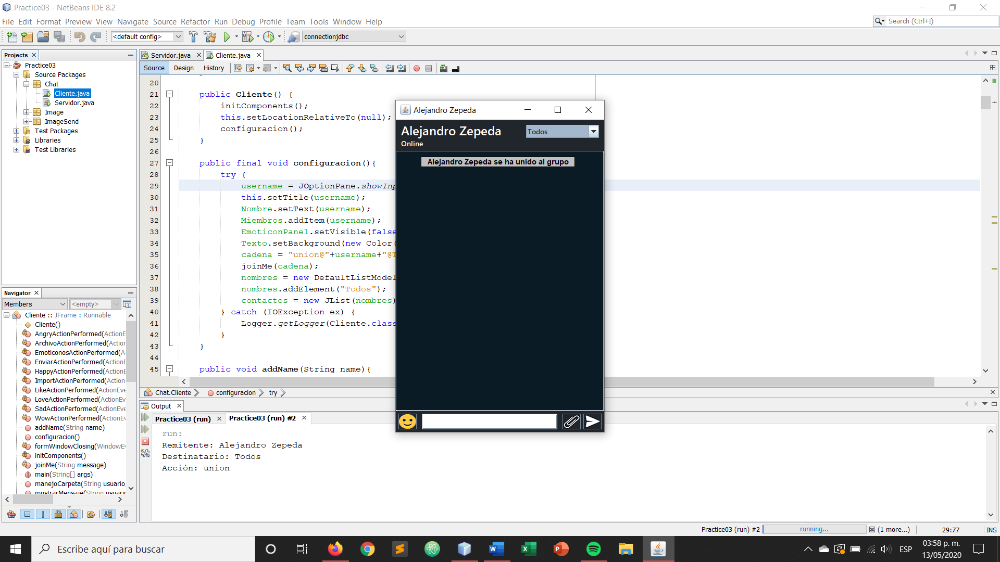 Practice03 - NetBeans IDE 8.2
File Edit Format Preview View Navigate Source Refactor Run Debug Profile Team Tools Window Help
Search (Ctrl+I)
<default config>
connectionjdbc
Projects
Practice03
Source Packages
Chat
Cliente.java
Servidor.java
Image
ImageSend
Test Packages
Libraries
Test Libraries
Navigator
Members
<empty>
Cliente :: JFrame : Runnable
Cliente()
AngryActionPerformed(ActionE
ArchivoActionPerformed(Action
EmoticonosActionPerformed(A
EnviarActionPerformed(ActionE
HappyActionPerformed(ActionE
ImportActionPerformed(Action
LikeActionPerformed(ActionEve
LoveActionPerformed(ActionEv
SadActionPerformed(ActionEve
WowActionPerformed(ActionEv
addName(String name)
configuracion()
formWindowClosing(WindowEv
initComponents()
joinMe(String message)
main(String[] args)
manejoCarpeta(String usuario
mostrarMensaje(String usuario
Servidor.java
Cliente.java
Source Design History
20
21 public Cliente() {
22 initComponents();
23 this.setLocationRelativeTo(null);
24 configuracion();
25 }
26
27 public final void configuracion(){
28 try {
29 username = JOptionPane.showInp
30 this.setTitle(username);
31 Nombre.setText(username);
32 Miembros.addItem(username);
33 EmoticonPanel.setVisible(false
34 Texto.setBackground(new Color(
35 cadena = "union@"+username+"@T
36 joinMe(cadena);
37 nombres = new DefaultListModel
38 nombres.addElement("Todos");
39 contactos = new JList(nombres)
40 } catch (IOException ex) {
41 Logger.getLogger(Cliente.class
42 }
43 }
44
45 public void addName(String name){
Chat.Cliente configuracion try
Alejandro Zepeda
Alejandro Zepeda
Todos
Online
Alejandro Zepeda se ha unido al grupo
Output
Practice03 (run)
Practice03 (run) #2
run:
Remitente: Alejandro Zepeda
Destinatario: Todos
Acción: union
Practice03 (run) #2
running...
(1 more...)
29:77
INS
Escribe aquí para buscar
ESP
03:58 p. m.
13/05/2020